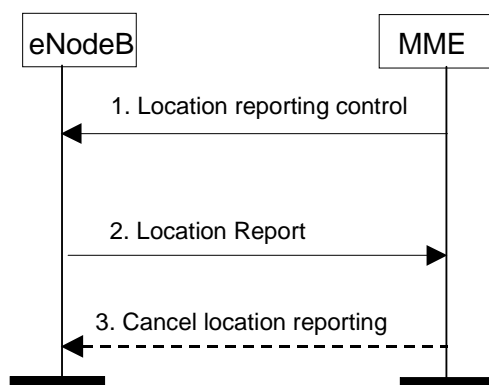 eNodeB
MME
1. Location reporting control
2. Location Report
3. Cancel location reporting